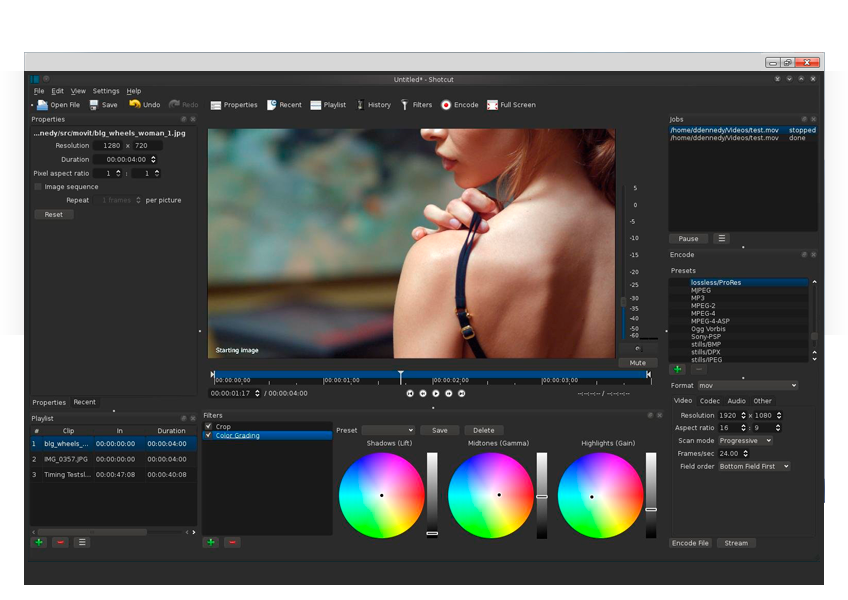 Untitled* - Shotcut
File Edit View Settings Help
Open File Save Undo Redo Properties Recent Playlist History Filters Encode Full Screen
Properties
...nedy/src/movit/blg_wheels_woman_1.jpg
Resolution 1280 x 720
Duration 00:00:04:00
Pixel aspect ratio 1 : 1
Image sequence
Repeat 1 frames per picture
Reset
Properties Recent
Starting image
5
0
-5
-10
-15
-20
-25
-30
-35
-40
-50
-60
Mute
00:00:00:00 00:00:01:00 00:00:02:00 00:00:03:00
00:00:01:17 / 00:00:04:00 --:--:--:-- / --:--:--:--
Jobs
/home/ddennedy/Videos/test.mov stopped
/home/ddennedy/Videos/test.mov done
Pause
Encode
Presets
lossless/ProRes
MJPEG
MP3
MPEG-2
MPEG-4
MPEG-4-ASP
Ogg Vorbis
Sony-PSP
stills/BMP
stills/DPX
stills/JPEG
Format mov
Video Codec Audio Other
Resolution 1920 x 1080
Aspect ratio 16 : 9
Scan mode Progressive
Frames/sec 24.00
Field order Bottom Field First
Encode File Stream
Playlist
# Clip In Duration
1 blg_wheels_... 00:00:00:00 00:00:04:00
2 IMG_0357.JPG 00:00:00:00 00:00:04:00
3 Timing Testsl... 00:00:47:08 00:00:40:08
Filters
Crop
Color Grading
Preset Save Delete
Shadows (Lift) Midtones (Gamma) Highlights (Gain)